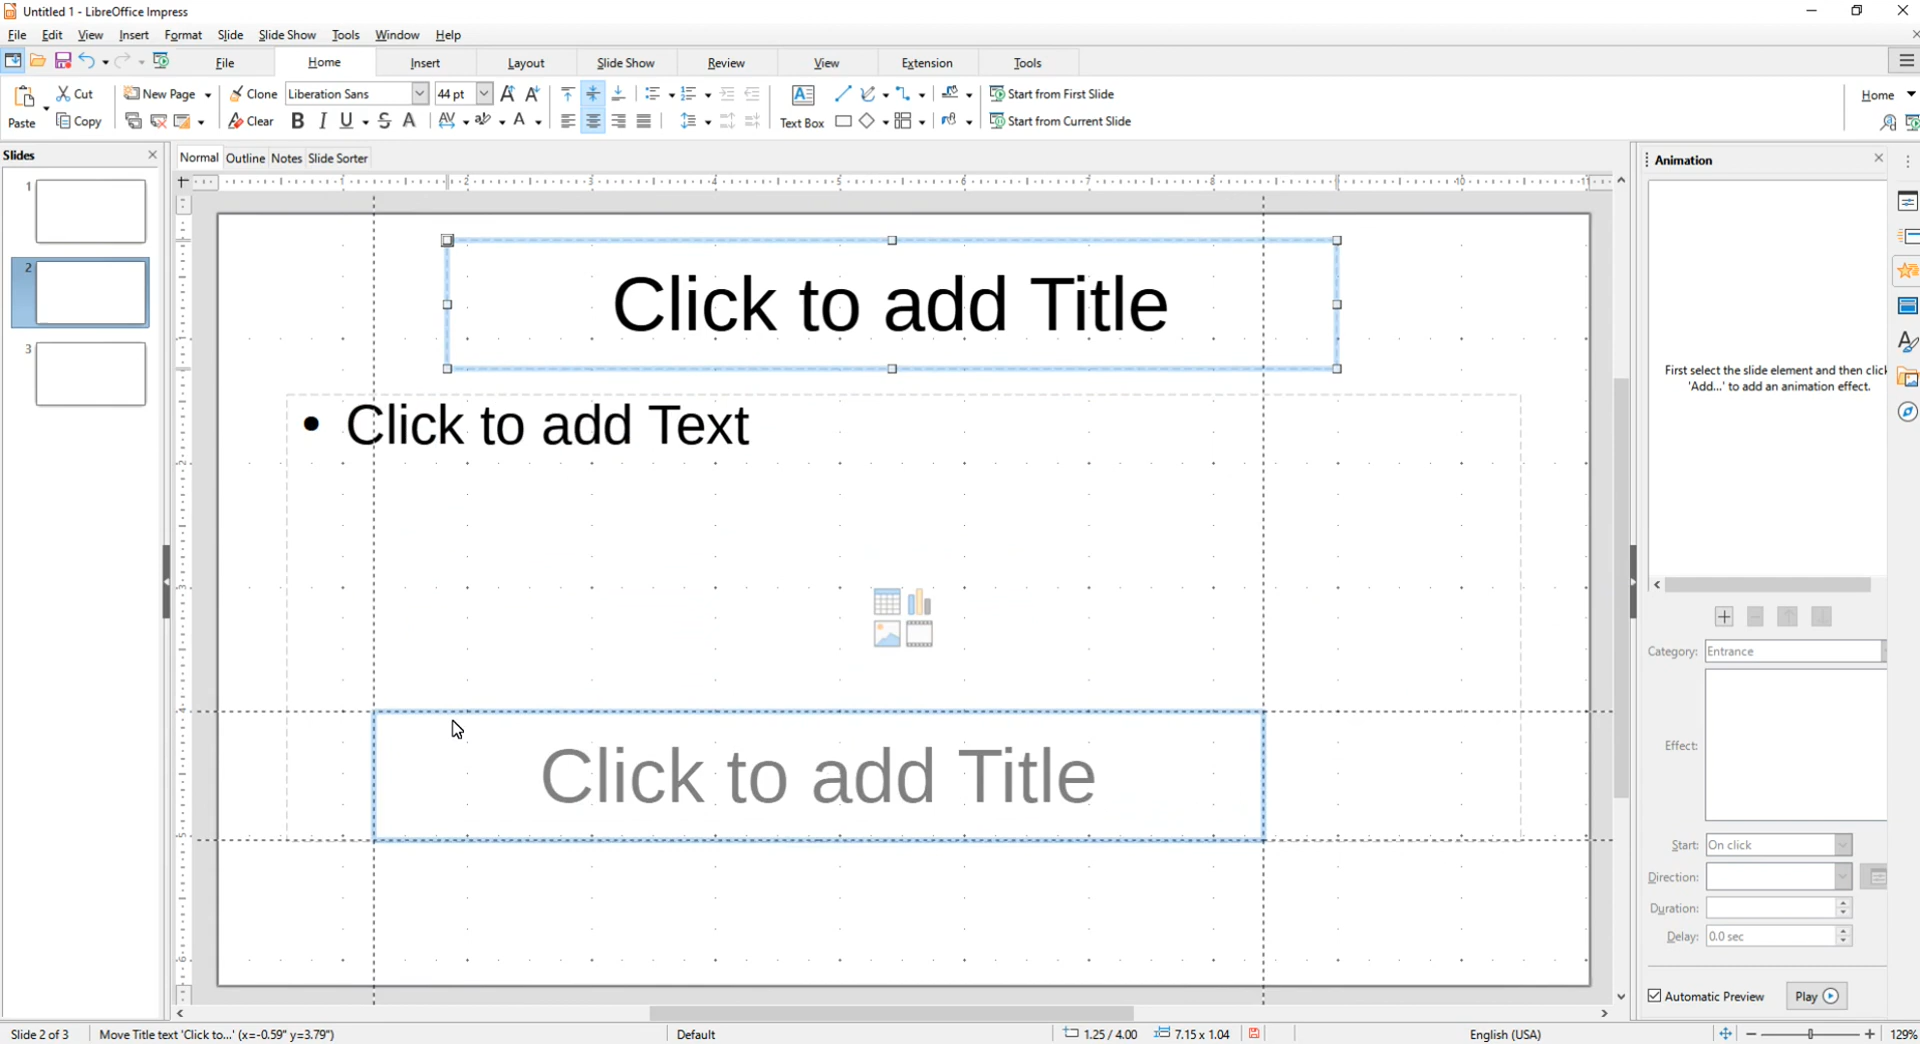 Untitled 1 - LibreOffice Impress
File Edit View Insert Format Slide Slide Show Tools Window Help
File Home Insert Layout Slide Show Review View Extension Tools
Paste Cut Copy New Page Clone Clear
Liberation Sans 44 pt
Text Box
Start from First Slide
Start from Current Slide
Home
Slides
1
2
3
Normal Outline Notes Slide Sorter
Click to add Title
• Click to add Text
Click to add Title
Animation
First select the slide element and then click
'Add...' to add an animation effect.
Category: Entrance
Effect:
Start: On click
Direction:
Duration:
Delay: 0.0 sec
Automatic Preview Play
Slide 2 of 3 Move Title text 'Click to...' (x=-0.59" y=3.79") Default 1.25 / 4.00 7.15 x 1.04 English (USA) 129%